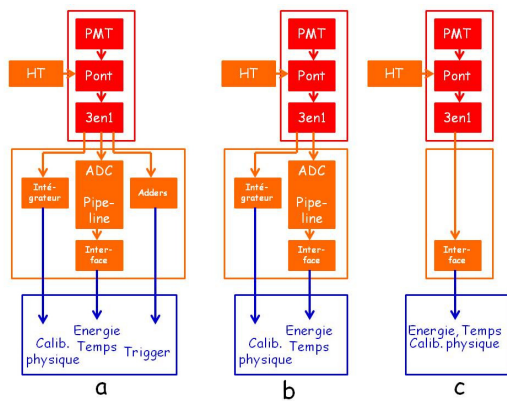 PMT
HT
Pont
3en1
Inté-
grateur
ADC
Pipe-
line
Adders
Inter-
face
Calib.
physique
Energie
Temps
Trigger
a
PMT
HT
Pont
3en1
Inté-
grateur
ADC
Pipe-
line
Inter-
face
Calib.
physique
Energie
Temps
b
PMT
HT
Pont
3en1
Inter-
face
Energie, Temps
Calib. physique
c